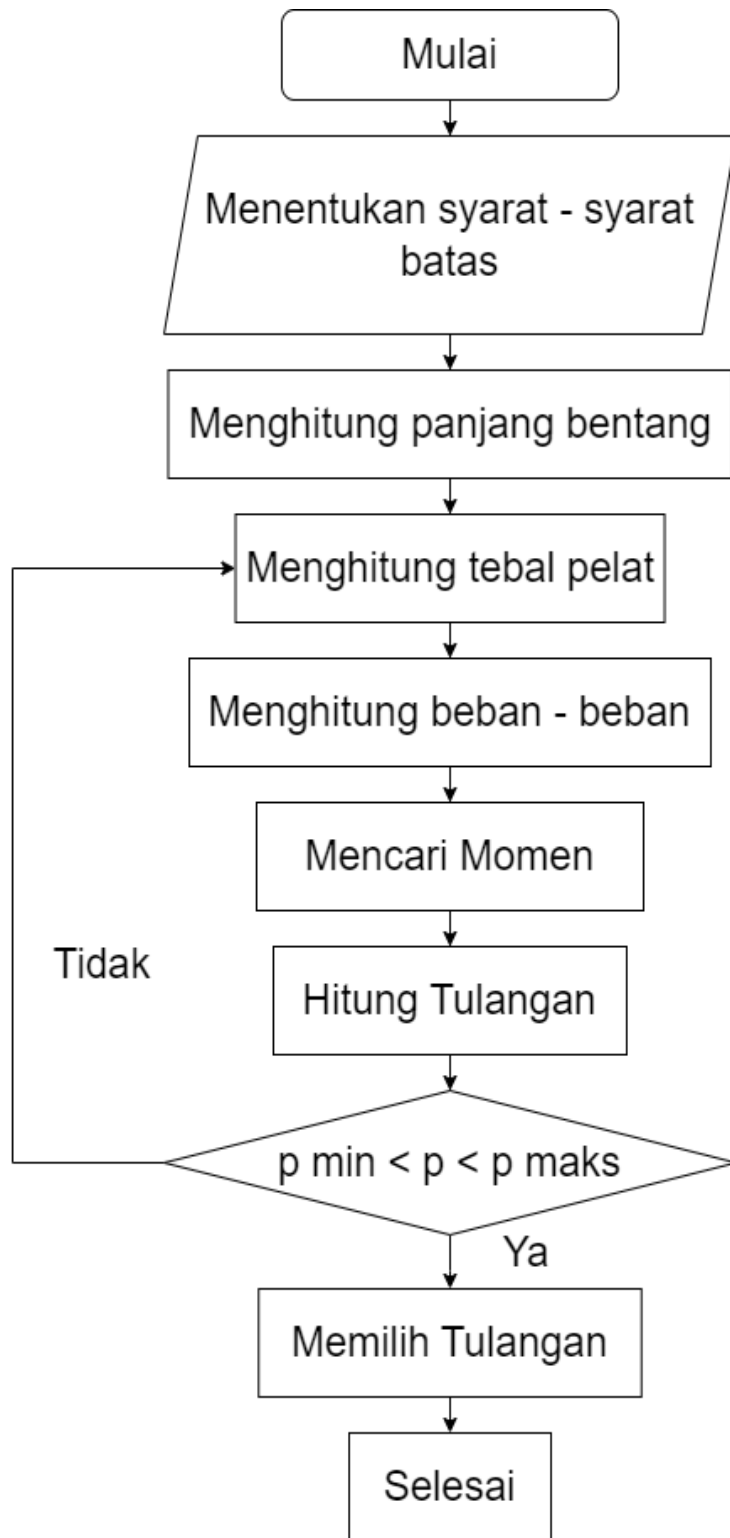 Mulai
Menentukan syarat - syarat
batas
Menghitung panjang bentang
Menghitung tebal pelat
Menghitung beban - beban
Mencari Momen
Tidak
Hitung Tulangan
p min < p < p maks
Ya
Memilih Tulangan
Selesai